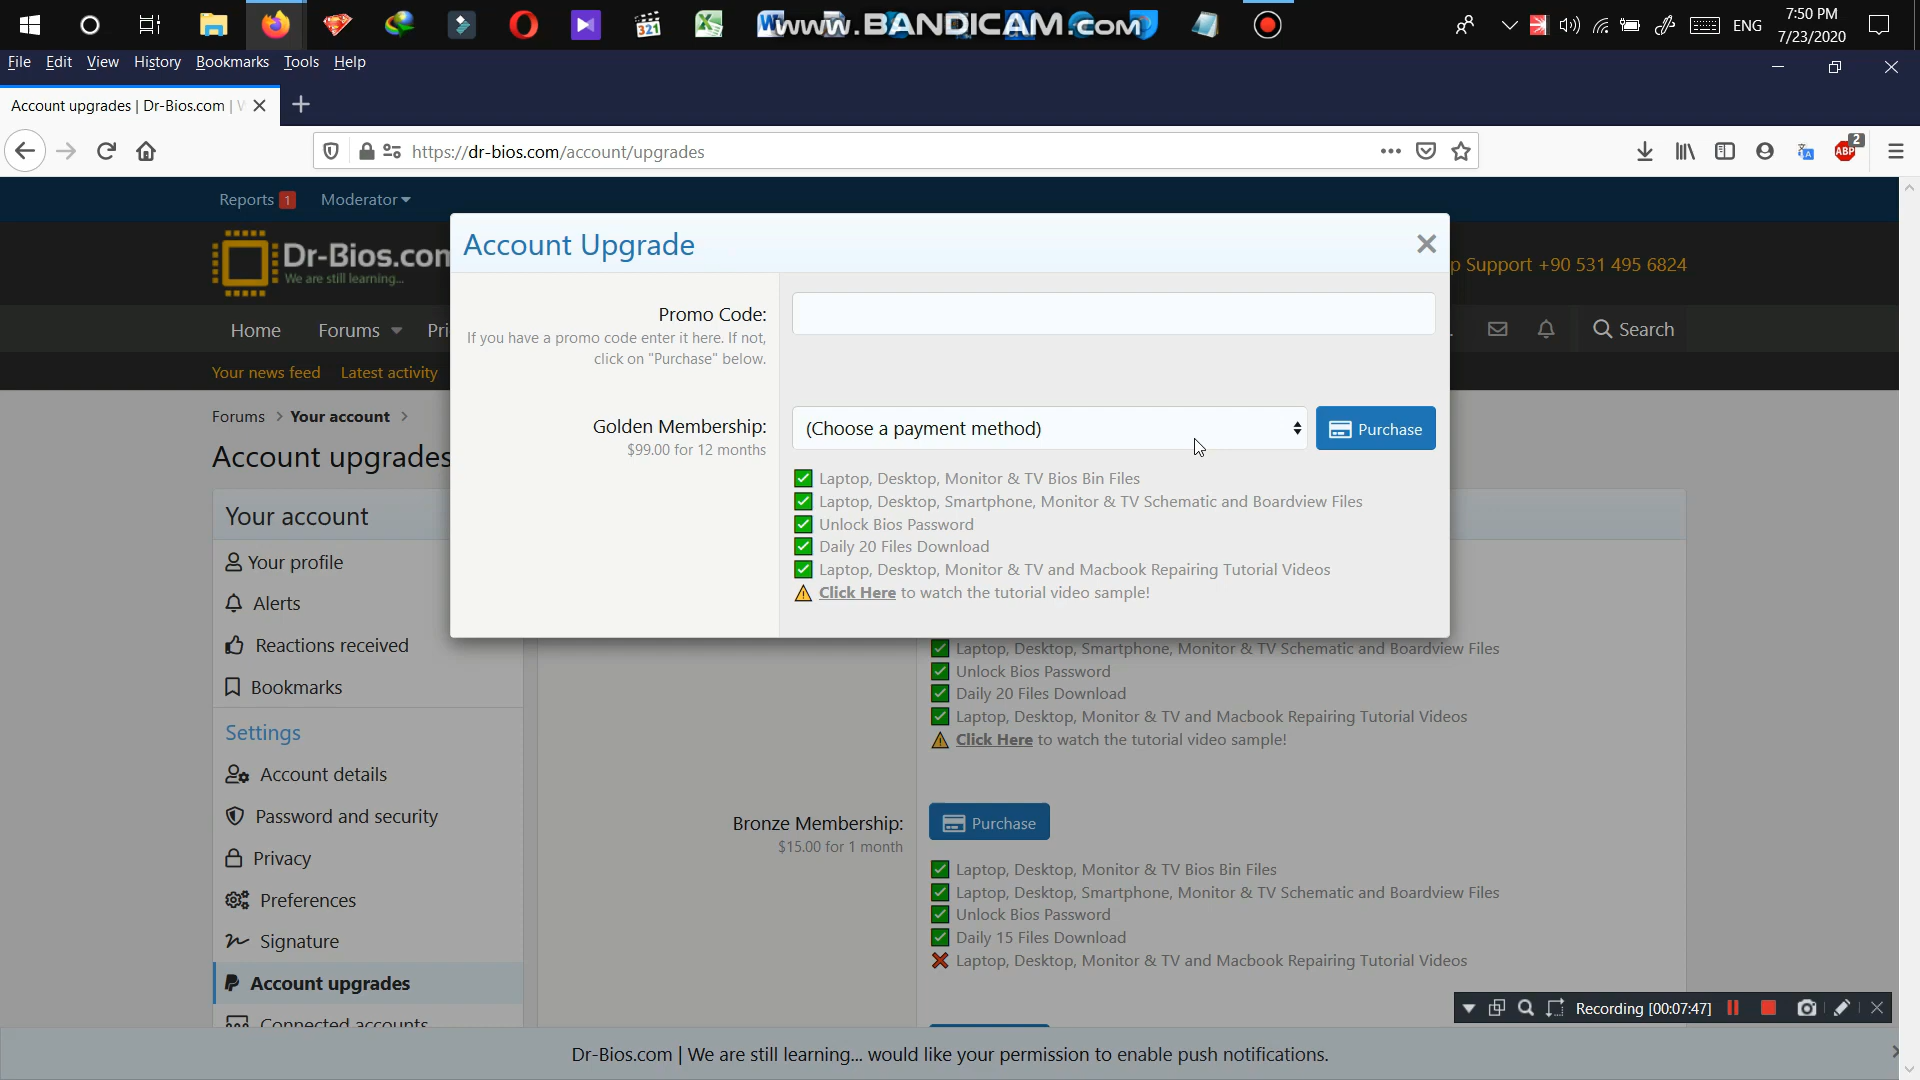 www.BANDICAM.com
ENG
7:50 PM
7/23/2020
File Edit View History Bookmarks Tools Help
Account upgrades | Dr-Bios.com |
https://dr-bios.com/account/upgrades
ABP
2
Reports 1 Moderator
Dr-Bios.com
We are still learning...
p Support +90 531 495 6824
Home Forums Pri
Search
Your news feed Latest activity
Forums > Your account >
Account upgrades
Account Upgrade
Promo Code:
If you have a promo code enter it here. If not,
click on "Purchase" below.
Golden Membership:
$99.00 for 12 months
(Choose a payment method)
Purchase
Laptop, Desktop, Monitor & TV Bios Bin Files
Laptop, Desktop, Smartphone, Monitor & TV Schematic and Boardview Files
Unlock Bios Password
Daily 20 Files Download
Laptop, Desktop, Monitor & TV and Macbook Repairing Tutorial Videos
Click Here to watch the tutorial video sample!
Your account
Your profile
Alerts
Reactions received
Bookmarks
Settings
Account details
Password and security
Privacy
Preferences
Signature
Account upgrades
Connected accounts
Laptop, Desktop, Smartphone, Monitor & TV Schematic and Boardview Files
Unlock Bios Password
Daily 20 Files Download
Laptop, Desktop, Monitor & TV and Macbook Repairing Tutorial Videos
Click Here to watch the tutorial video sample!
Bronze Membership:
$15.00 for 1 month
Purchase
Laptop, Desktop, Monitor & TV Bios Bin Files
Laptop, Desktop, Smartphone, Monitor & TV Schematic and Boardview Files
Unlock Bios Password
Daily 15 Files Download
Laptop, Desktop, Monitor & TV and Macbook Repairing Tutorial Videos
Recording [00:07:47]
Dr-Bios.com | We are still learning... would like your permission to enable push notifications.